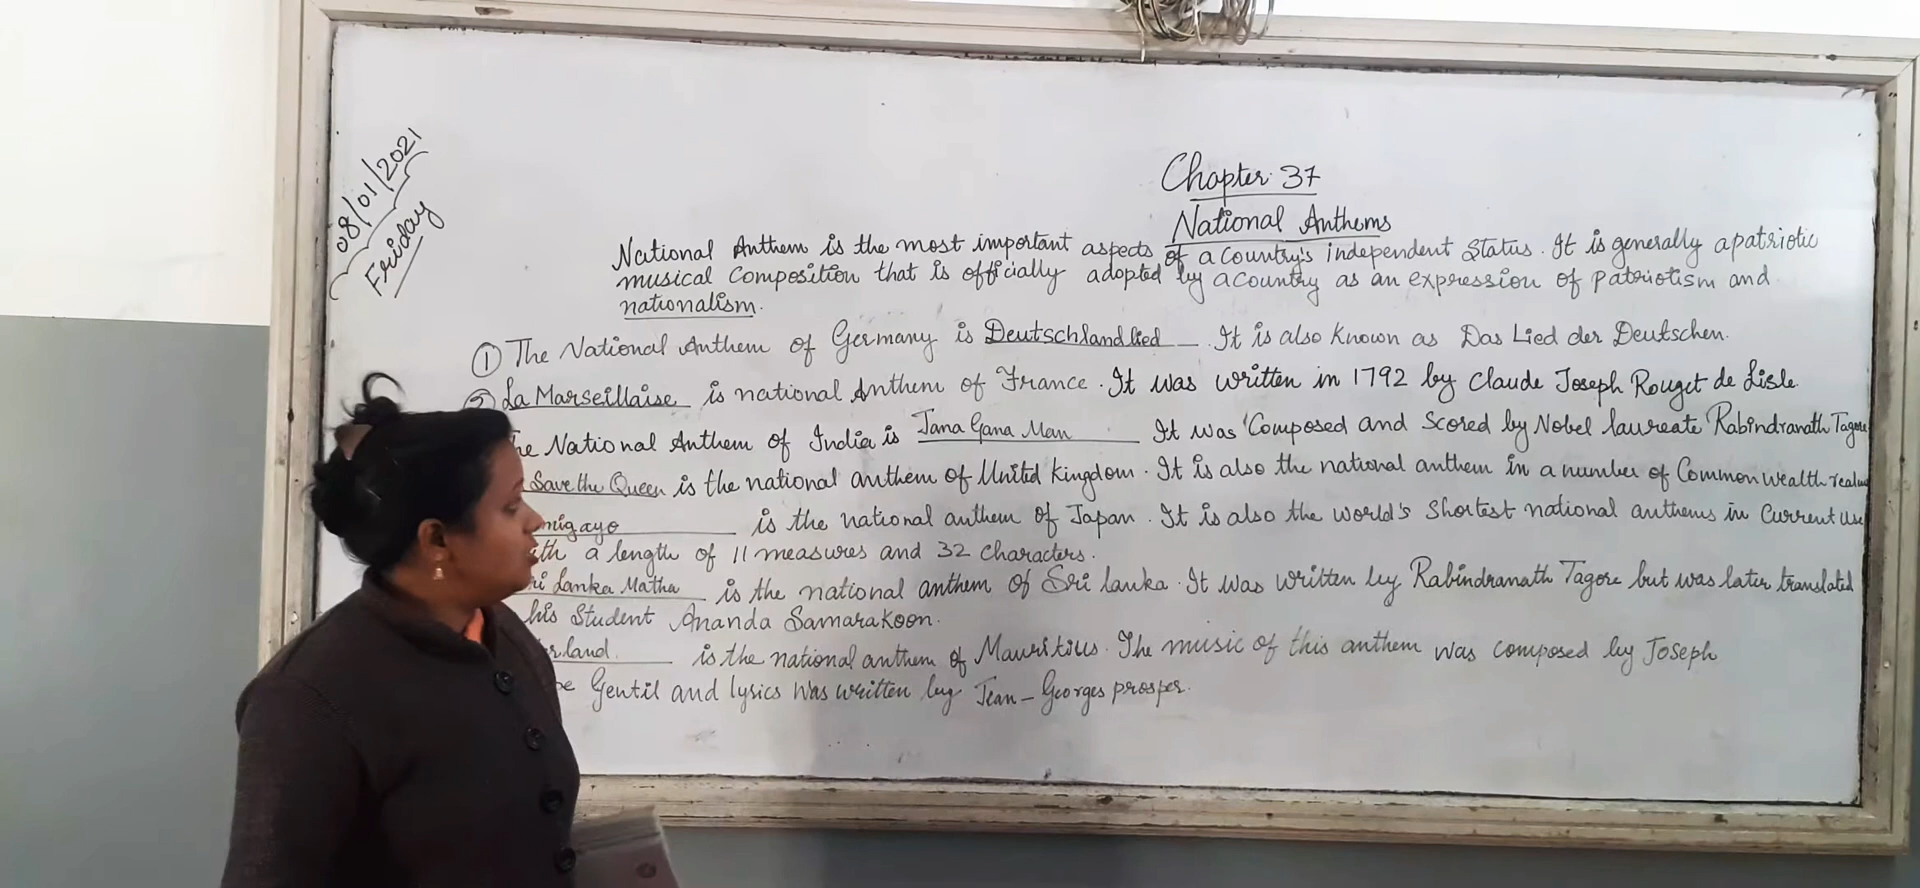 08/01/2021
Friday
Chapter 37
National Anthems
National Anthem is the most important aspects of a Country's independent Status. It is generally a patriotic
musical composition that is officially adopted by a country as an expression of patriotism and
nationalism.
① The National Anthem of Germany is Deutschlandlied. It is also known as Das Lied der Deutschen.
② La Marseillaise is national Anthem of France. It was written in 1792 by Claude Joseph Rouget de Lisle
National Anthem of India is Jana Gana Man It was Composed and Scored by Nobel laureate Rabindranath Tagore
Save the Queen is the national anthem of United Kingdom. It is also the national anthem in a number of Common Wealth
migayo is the national anthem of Japan. It is also the world's Shortest national anthems in Current use
a length of 11 measures and 32 characters.
Lanka Matha is the national anthem of Sri lanka. It was written by Rabindranath Tagore but was later translated
his Student Ananda Samarakoon.
land. is the national anthem of Mauritius. The music of this anthem was composed by Joseph
Gentil and lyrics was written by Jean-Georges prosper.